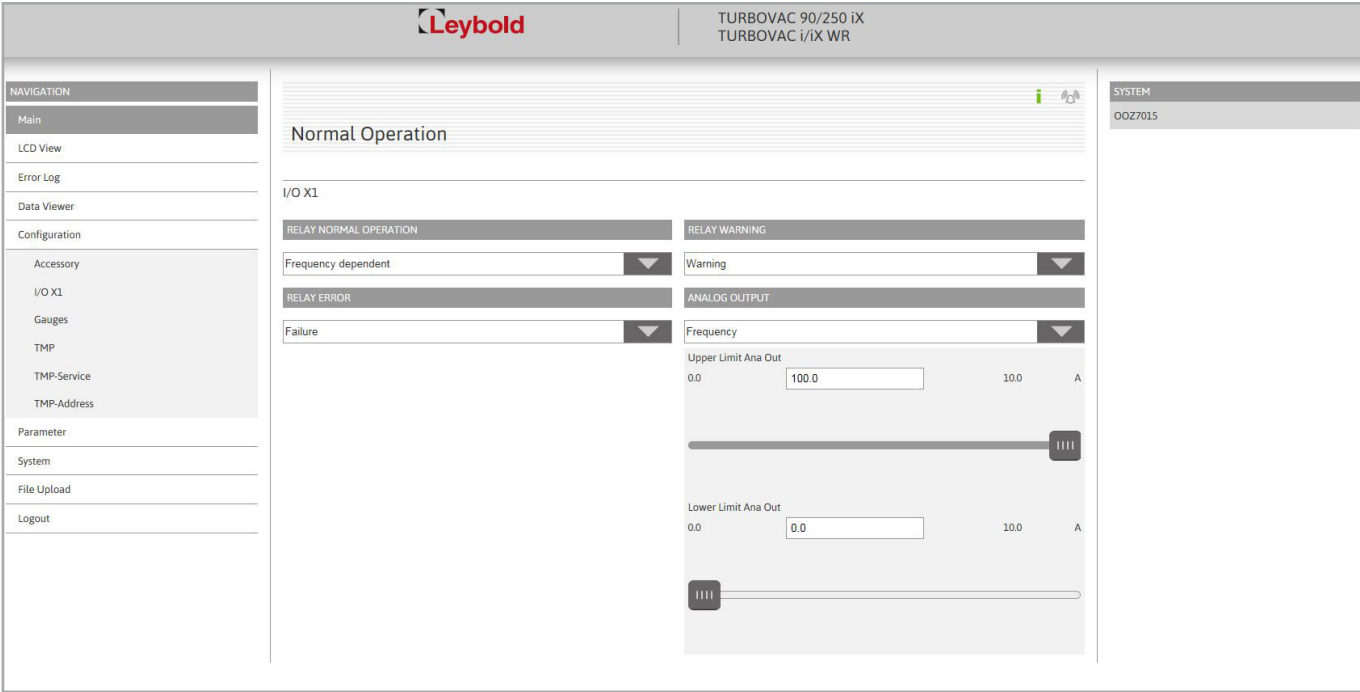 Leybold
TURBOVAC 90/250 iX
TURBOVAC i/iX WR
NAVIGATION
Main
LCD View
Error Log
Data Viewer
Configuration
Accessory
I/O X1
Gauges
TMP
TMP-Service
TMP-Address
Parameter
System
File Upload
Logout
Normal Operation
I/O X1
RELAY NORMAL OPERATION
Frequency dependent
RELAY ERROR
Failure
RELAY WARNING
Warning
ANALOG OUTPUT
Frequency
Upper Limit Ana Out
0.0 100.0 10.0 A
Lower Limit Ana Out
0.0 0.0 10.0 A
SYSTEM
OOZ7015